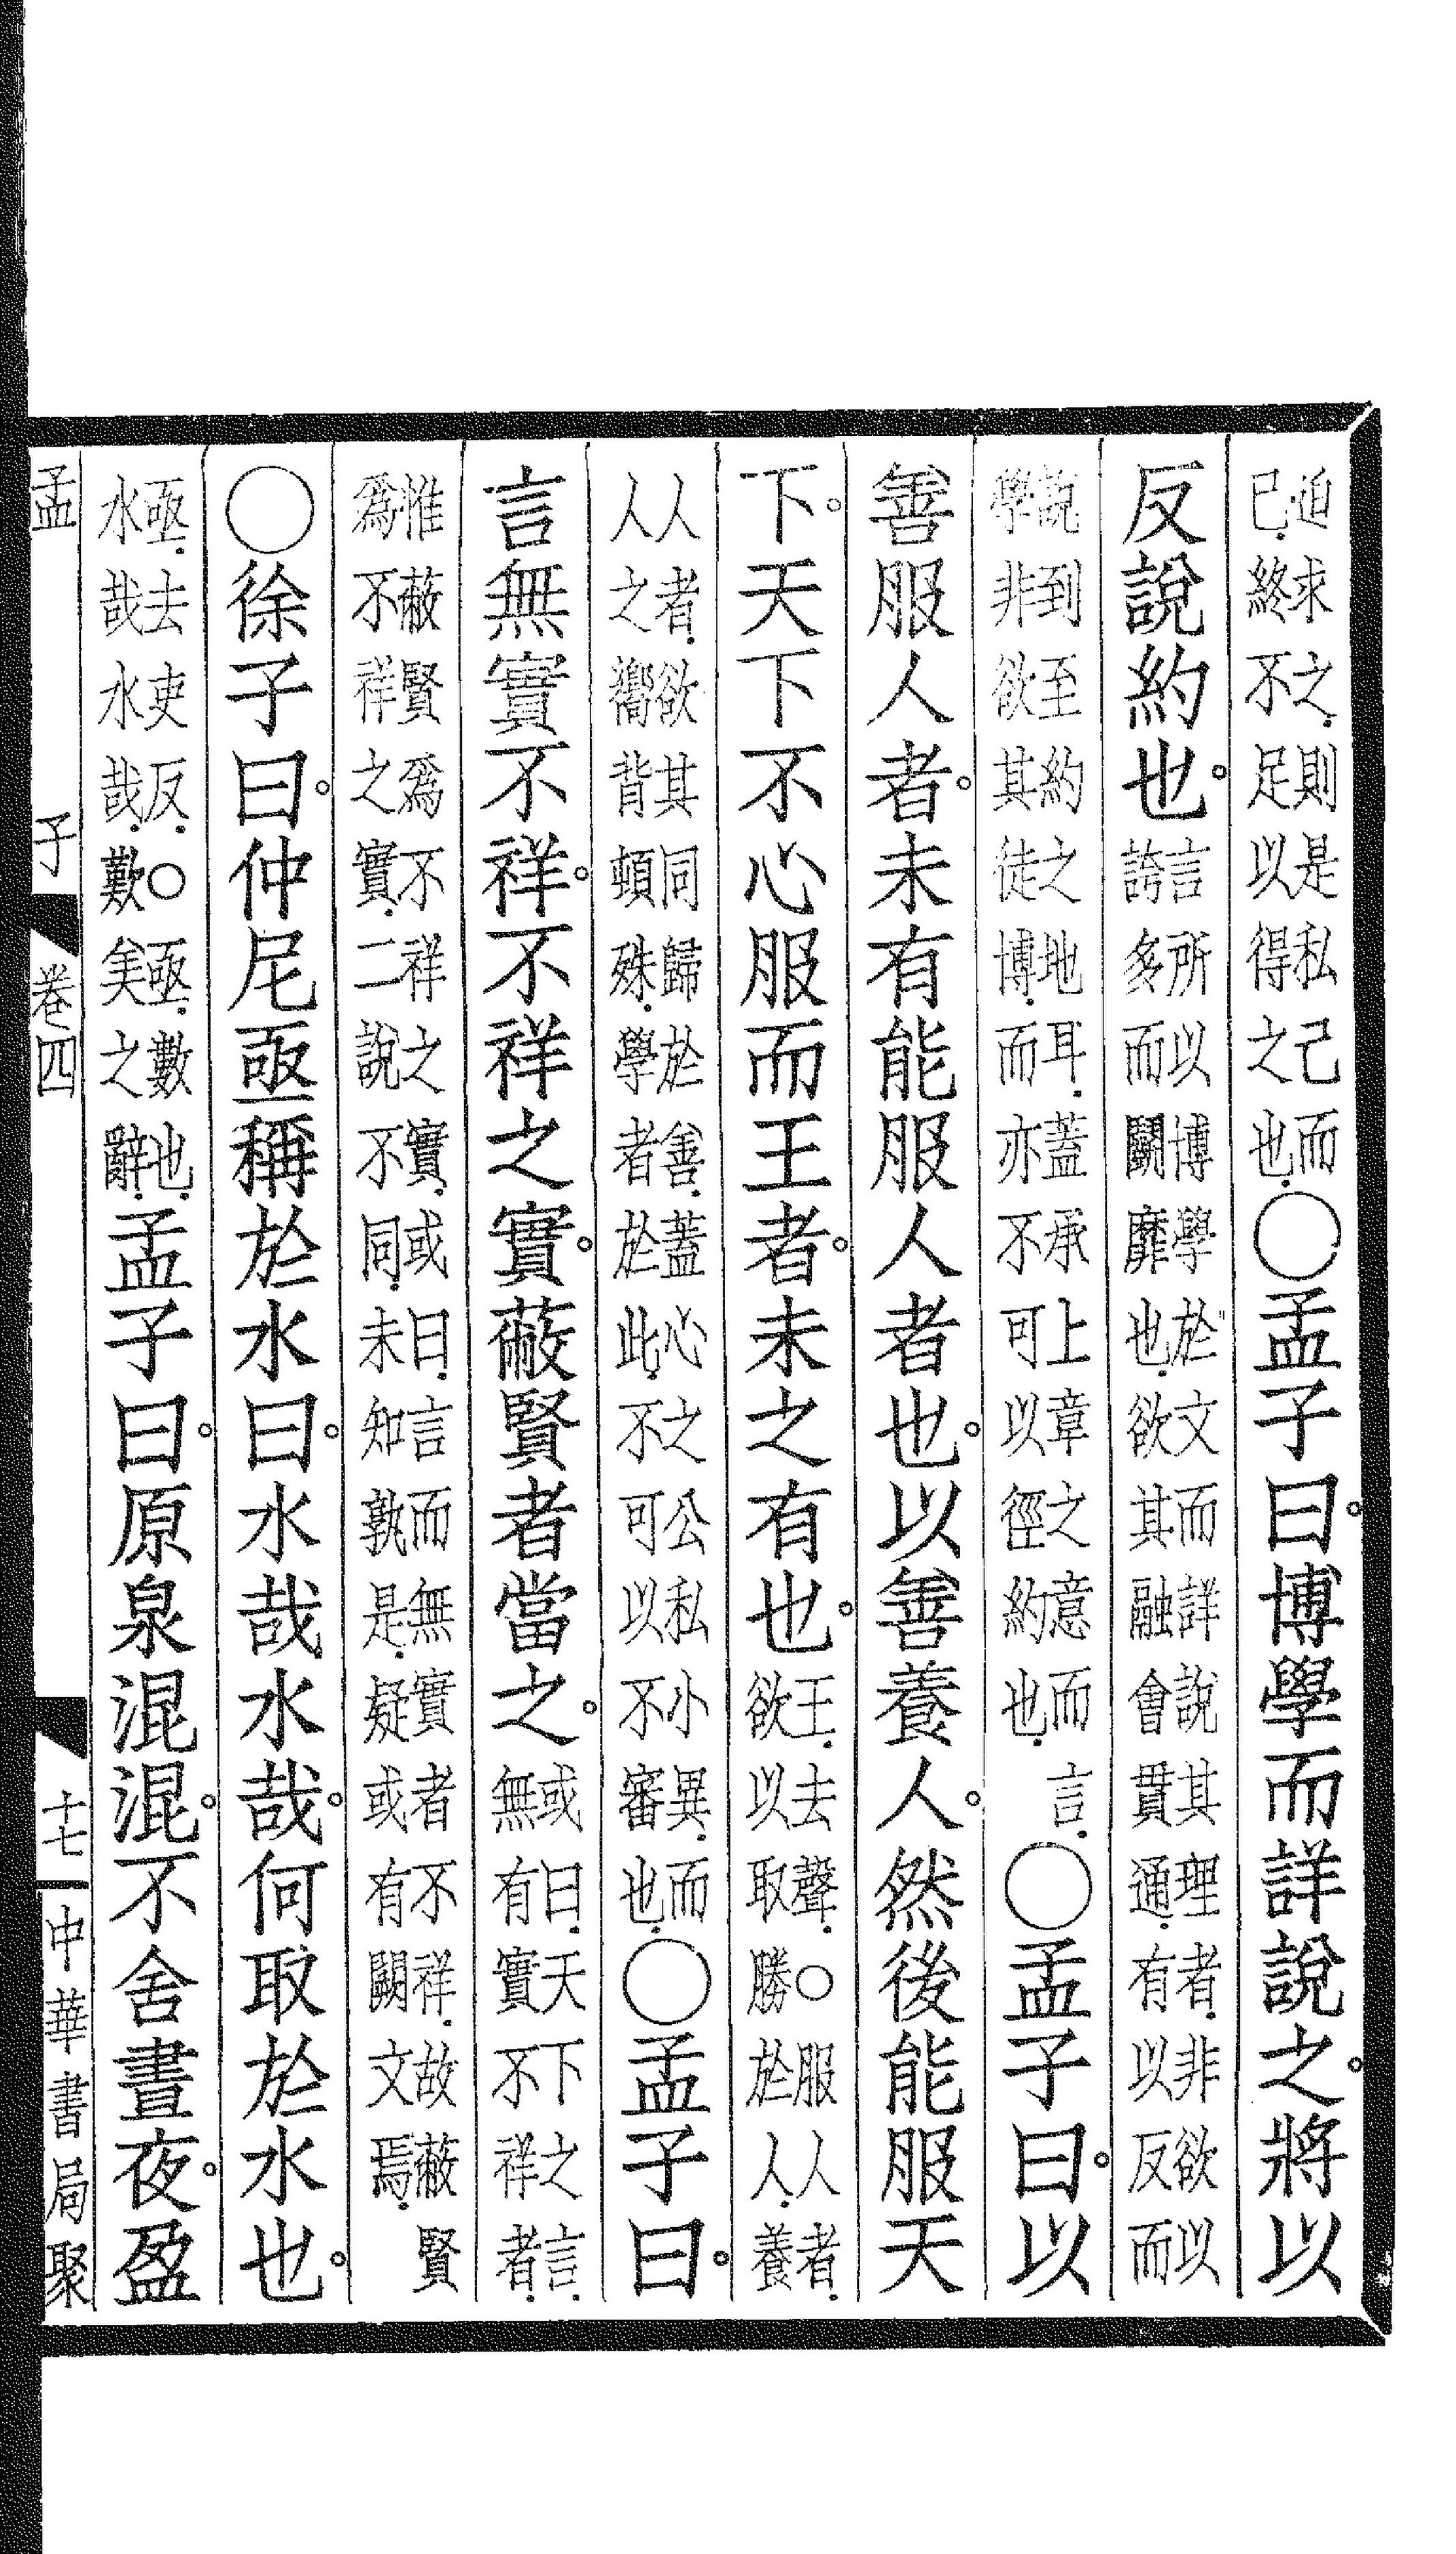 迫求之．則是私己而
已．終不足以得之也．
○孟子曰。博學而詳說之。將以
反說約也。
言所以博學於文而詳說其理者．非欲以
誇多而鬭靡也．欲其融會貫通．有以反而
說到至約之地耳．蓋承上章之意而言．
學非欲其徒博．而亦不可以徑約也．
○孟子曰。以
善服人者。未有能服人者也。以善養人。然後能服天
下。天下不心服而王者。未之有也。
王．去聲．○服人者．
欲以取勝於人．養
人者．欲其同歸於善．蓋心之公私小異．而
人之嚮背頓殊．學者於此．不可以不審也．
○孟子曰。
言無實不祥。不祥之實。蔽賢者當之。
或曰．天下之言．
無有實不祥者．
惟蔽賢爲不祥之實．或曰．言而無實者不祥．故蔽賢
爲不祥之實．二說不同．未知孰是．疑或有闕文焉．
○徐子曰。仲尼亟稱於水曰。水哉水哉。何取於水也。
亟．去吏反．○亟．數也．
水哉水哉．歎美之辭．
孟子曰。原泉混混。不舍晝夜。盈
孟子 卷四 十七 中華書局聚